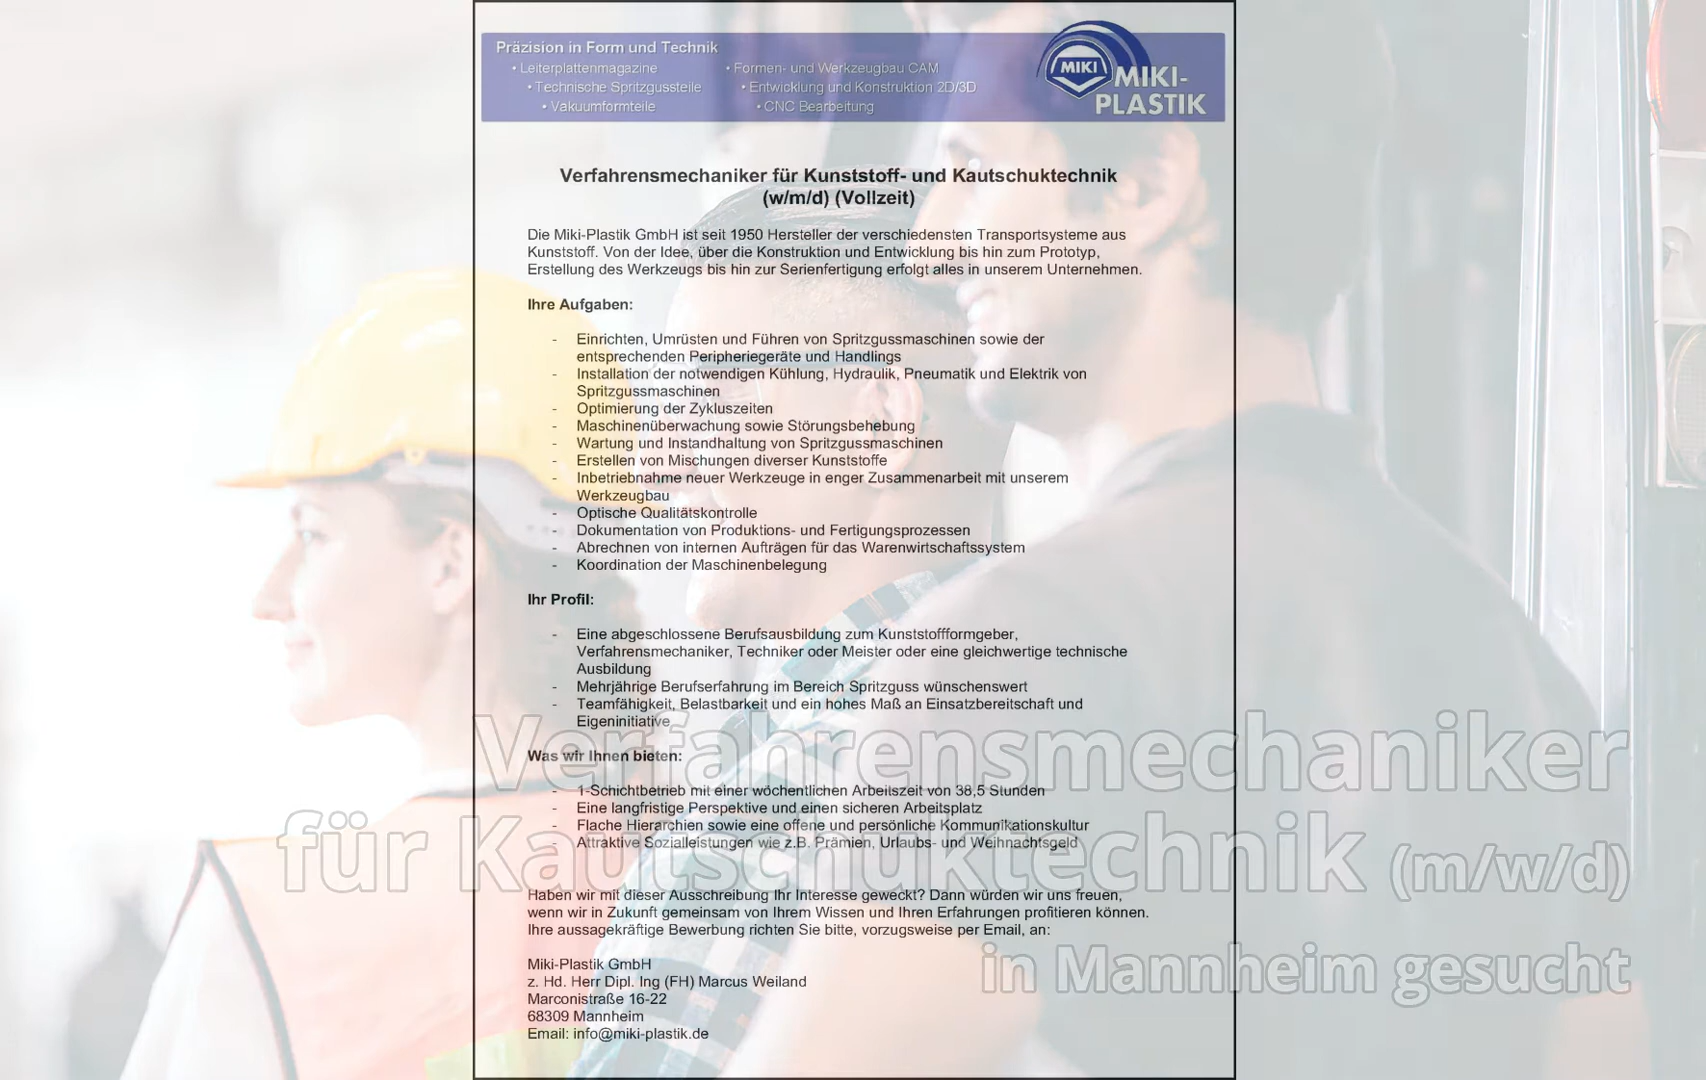 Präzision in Form und Technik
• Leiterplattenmagazine
• Technische Spritzgussteile
• Vakuumformteile
• Formen- und Werkzeugbau CAM
• Entwicklung und Konstruktion 2D/3D
• CNC Bearbeitung
MIKI
MIKI-
PLASTIK
Verfahrensmechaniker für Kunststoff- und Kautschuktechnik
(w/m/d) (Vollzeit)
Die Miki-Plastik GmbH ist seit 1950 Hersteller der verschiedensten Transportsysteme aus
Kunststoff. Von der Idee, über die Konstruktion und Entwicklung bis hin zum Prototyp,
Erstellung des Werkzeugs bis hin zur Serienfertigung erfolgt alles in unserem Unternehmen.
Ihre Aufgaben:
- Einrichten, Umrüsten und Führen von Spritzgussmaschinen sowie der
entsprechenden Peripheriegeräte und Handlings
- Installation der notwendigen Kühlung, Hydraulik, Pneumatik und Elektrik von
Spritzgussmaschinen
- Optimierung der Zykluszeiten
- Maschinenüberwachung sowie Störungsbehebung
- Wartung und Instandhaltung von Spritzgussmaschinen
- Erstellen von Mischungen diverser Kunststoffe
- Inbetriebnahme neuer Werkzeuge in enger Zusammenarbeit mit unserem
Werkzeugbau
- Optische Qualitätskontrolle
- Dokumentation von Produktions- und Fertigungsprozessen
- Abrechnen von internen Aufträgen für das Warenwirtschaftssystem
- Koordination der Maschinenbelegung
Ihr Profil:
- Eine abgeschlossene Berufsausbildung zum Kunststoffformgeber,
Verfahrensmechaniker, Techniker oder Meister oder eine gleichwertige technische
Ausbildung
- Mehrjährige Berufserfahrung im Bereich Spritzguss wünschenswert
- Teamfähigkeit, Belastbarkeit und ein hohes Maß an Einsatzbereitschaft und
Eigeninitiative
Was wir Ihnen bieten:
- 1-Schichtbetrieb mit einer wöchentlichen Arbeitszeit von 38,5 Stunden
- Eine langfristige Perspektive und einen sicheren Arbeitsplatz
- Flache Hierarchien sowie eine offene und persönliche Kommunikationskultur
- Attraktive Sozialleistungen wie z.B. Prämien, Urlaubs- und Weihnachtsgeld
Haben wir mit dieser Ausschreibung Ihr Interesse geweckt? Dann würden wir uns freuen,
wenn wir in Zukunft gemeinsam von Ihrem Wissen und Ihren Erfahrungen profitieren können.
Ihre aussagekräftige Bewerbung richten Sie bitte, vorzugsweise per Email, an:
Miki-Plastik GmbH
z. Hd. Herr Dipl. Ing (FH) Marcus Weiland
Marconistraße 16-22
68309 Mannheim
Email: info@miki-plastik.de
Verfahrensmechaniker
für Kautschuktechnik (m/w/d)
in Mannheim gesucht